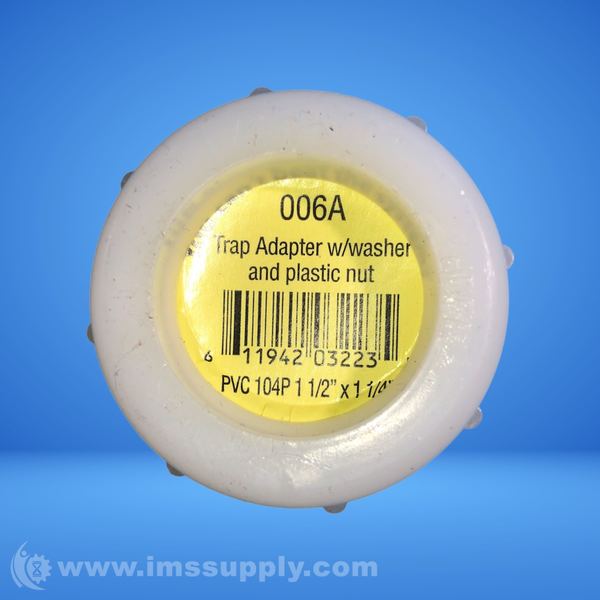 006A
Trap Adapter w/washer
and plastic nut
6 11942 03223
PVC 104P 1 1/2" x 1 1/4"
www.imssupply.com